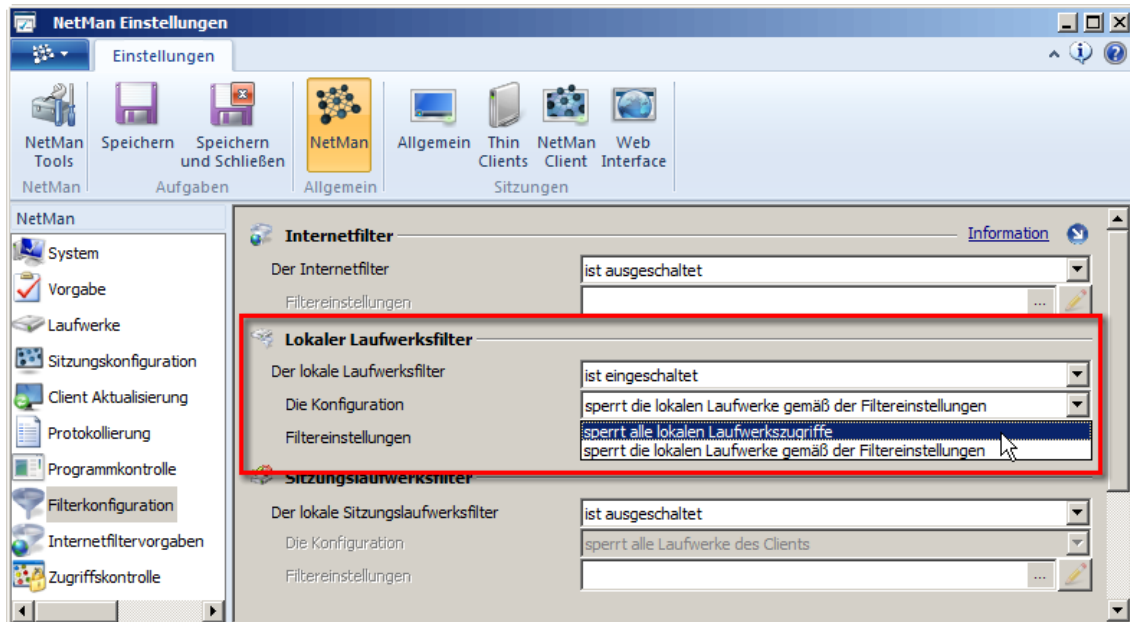 NetMan Einstellungen
Einstellungen
NetMan Tools
Speichern
Speichern und Schließen
NetMan
Allgemein
Thin Clients
NetMan Client
Web Interface
NetMan
Aufgaben
Allgemein
Sitzungen
NetMan
System
Vorgabe
Laufwerke
Sitzungskonfiguration
Client Aktualisierung
Protokollierung
Programmkontrolle
Filterkonfiguration
Internetfiltervorgaben
Zugriffskontrolle
Internetfilter
Information
Der Internetfilter
ist ausgeschaltet
Filtereinstellungen
...
Lokaler Laufwerksfilter
Der lokale Laufwerksfilter
ist eingeschaltet
Die Konfiguration
sperrt die lokalen Laufwerke gemäß der Filtereinstellungen
Filtereinstellungen
sperrt alle lokalen Laufwerkszugriffe
sperrt die lokalen Laufwerke gemäß der Filtereinstellungen
Sitzungslaufwerksfilter
Der lokale Sitzungslaufwerksfilter
ist ausgeschaltet
Die Konfiguration
sperrt alle Laufwerke des Clients
Filtereinstellungen
...